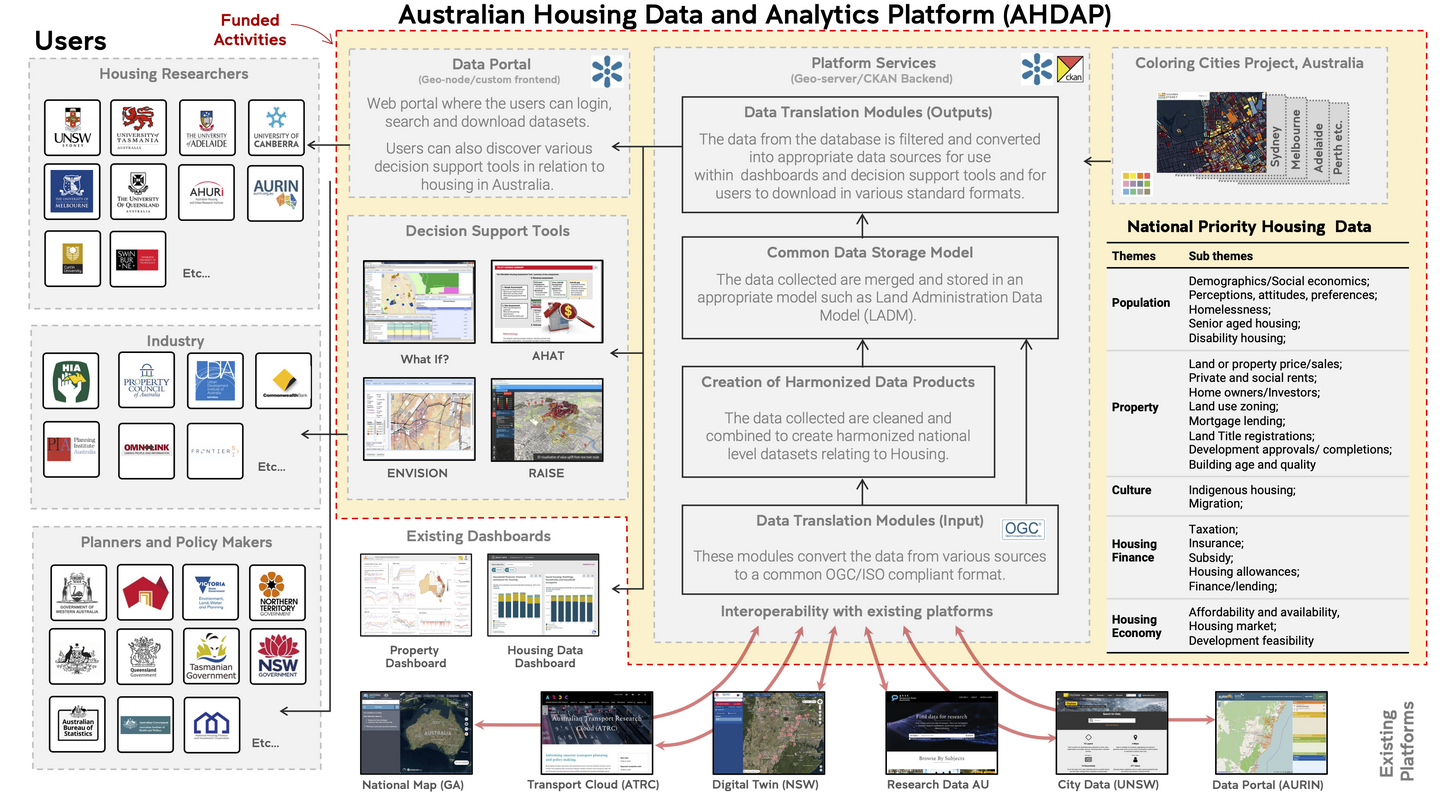 Australian Housing Data and Analytics Platform (AHDAP)
Funded
Activities
Users
Housing Researchers
UNSW
SYDNEY
UNIVERSITY of
TASMANIA
AUSTRALIA
THE UNIVERSITY
of ADELAIDE
UNIVERSITY OF
CANBERRA
THE UNIVERSITY OF
MELBOURNE
THE UNIVERSITY
OF QUEENSLAND
AUSTRALIA
AHURI
AURIN
Curtin
University
SWIN
BUR
NE
Etc...
Industry
HIA
PROPERTY
COUNCIL
of Australia
UDIA
CommonwealthBank
PIA
Planning
Institute
Australia
OMNILINK
FRONTIER
Etc...
Planners and Policy Makers
GOVERNMENT OF
WESTERN AUSTRALIA
VICTORIA
State Government
Environment,
Land, Water
and Planning
NORTHERN
TERRITORY
GOVERNMENT
Queensland
Government
Tasmanian
Government
NSW
GOVERNMENT
Australian
Bureau of
Statistics
Etc...
Data Portal
(Geo-node/custom frontend)
Web portal where the users can login,
search and download datasets.
Users can also discover various
decision support tools in relation to
housing in Australia.
Decision Support Tools
What If?
AHAT
ENVISION
RAISE
Existing Dashboards
Property
Dashboard
Housing Data
Dashboard
Platform Services
(Geo-server/CKAN Backend)
ckan
Data Translation Modules (Outputs)
The data from the database is filtered and converted
into appropriate data sources for use
within dashboards and decision support tools and for
users to download in various standard formats.
Common Data Storage Model
The data collected are merged and stored in an
appropriate model such as Land Administration Data
Model (LADM).
Creation of Harmonized Data Products
The data collected are cleaned and
combined to create harmonized national
level datasets relating to Housing.
Data Translation Modules (Input)
OGC
These modules convert the data from various sources
to a common OGC/ISO compliant format.
Interoperability with existing platforms
Coloring Cities Project, Australia
Sydney
Melbourne
Adelaide
Perth etc.
National Priority Housing Data
Themes Sub themes
Population
Demographics/Social economics;
Perceptions, attitudes, preferences;
Homelessness;
Senior aged housing;
Disability housing;
Property
Land or property price/sales;
Private and social rents;
Home owners/Investors;
Land use zoning;
Mortgage lending;
Land Title registrations;
Development approvals/ completions;
Building age and quality
Culture
Indigenous housing;
Migration;
Housing
Finance
Taxation;
Insurance;
Subsidy;
Housing allowances;
Finance/lending;
Housing
Economy
Affordability and availability,
Housing market;
Development feasibility
AUSTRALIA
National Map (GA)
Australian Transport Research
Cloud (ATRC)
Transport Cloud (ATRC)
Digital Twin (NSW)
Find data for research
Browse By Subjects
Research Data AU
City Data (UNSW)
Data Portal (AURIN)
Existing
Platforms